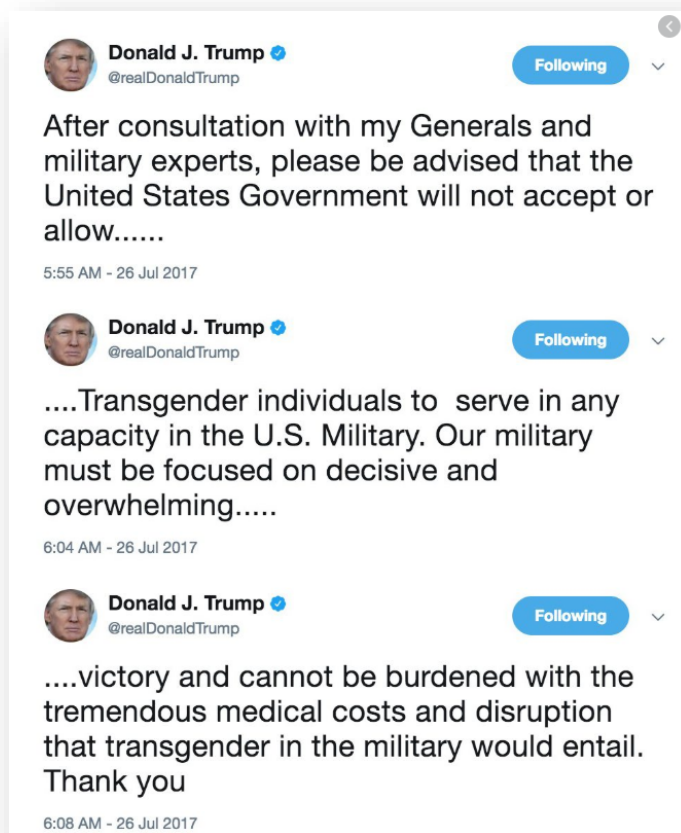 Donald J. Trump
@realDonaldTrump
Following
After consultation with my Generals and
military experts, please be advised that the
United States Government will not accept or
allow......
5:55 AM - 26 Jul 2017
Donald J. Trump
@realDonaldTrump
Following
....Transgender individuals to  serve in any
capacity in the U.S. Military. Our military
must be focused on decisive and
overwhelming.....
6:04 AM - 26 Jul 2017
Donald J. Trump
@realDonaldTrump
Following
....victory and cannot be burdened with the
tremendous medical costs and disruption
that transgender in the military would entail.
Thank you
6:08 AM - 26 Jul 2017